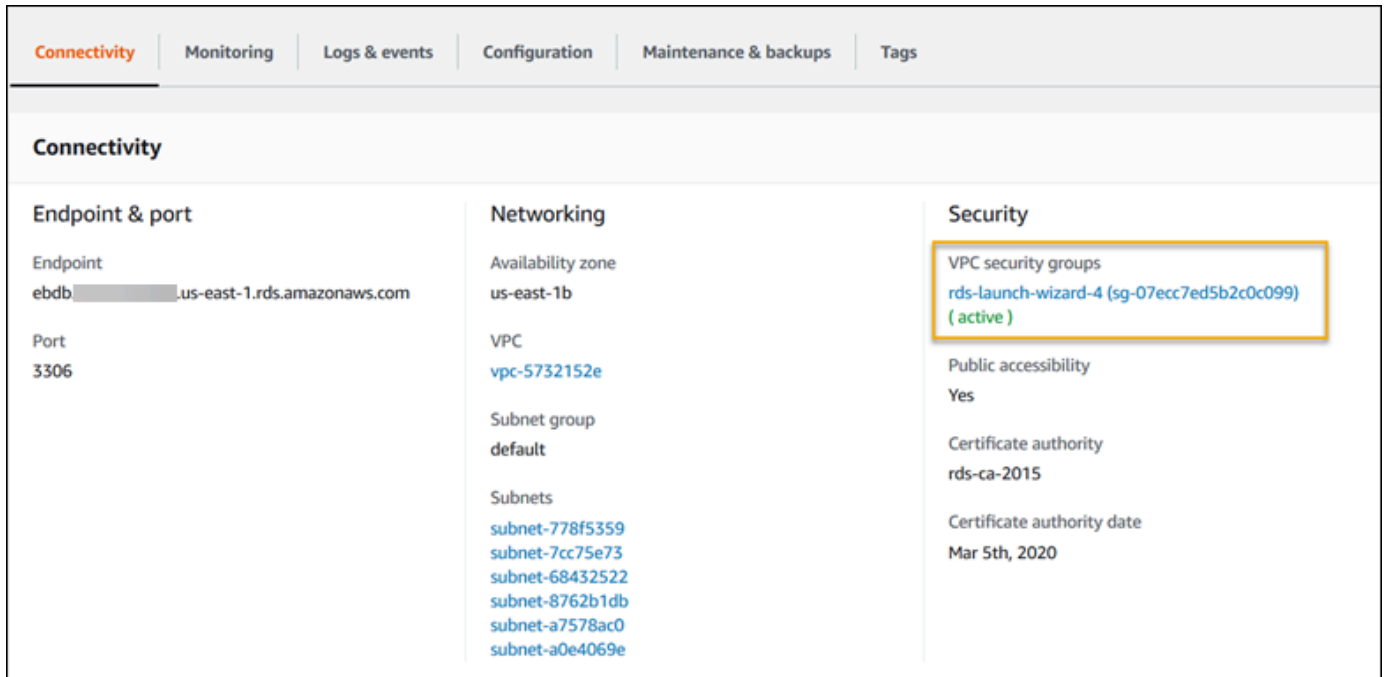 Connectivity
Monitoring
Logs & events
Configuration
Maintenance & backups
Tags
Connectivity
Endpoint & port
Endpoint
ebdb. .us-east-1.rds.amazonaws.com
Port
3306
Networking
Availability zone
us-east-1b
VPC
vpc-5732152e
Subnet group
default
Subnets
subnet-778f5359
subnet-7cc75e73
subnet-68432522
subnet-8762b1db
subnet-a7578ac0
subnet-a0e4069e
Security
VPC security groups
rds-launch-wizard-4 (sg-07ecc7ed5b2c0c099)
( active )
Public accessibility
Yes
Certificate authority
rds-ca-2015
Certificate authority date
Mar 5th, 2020